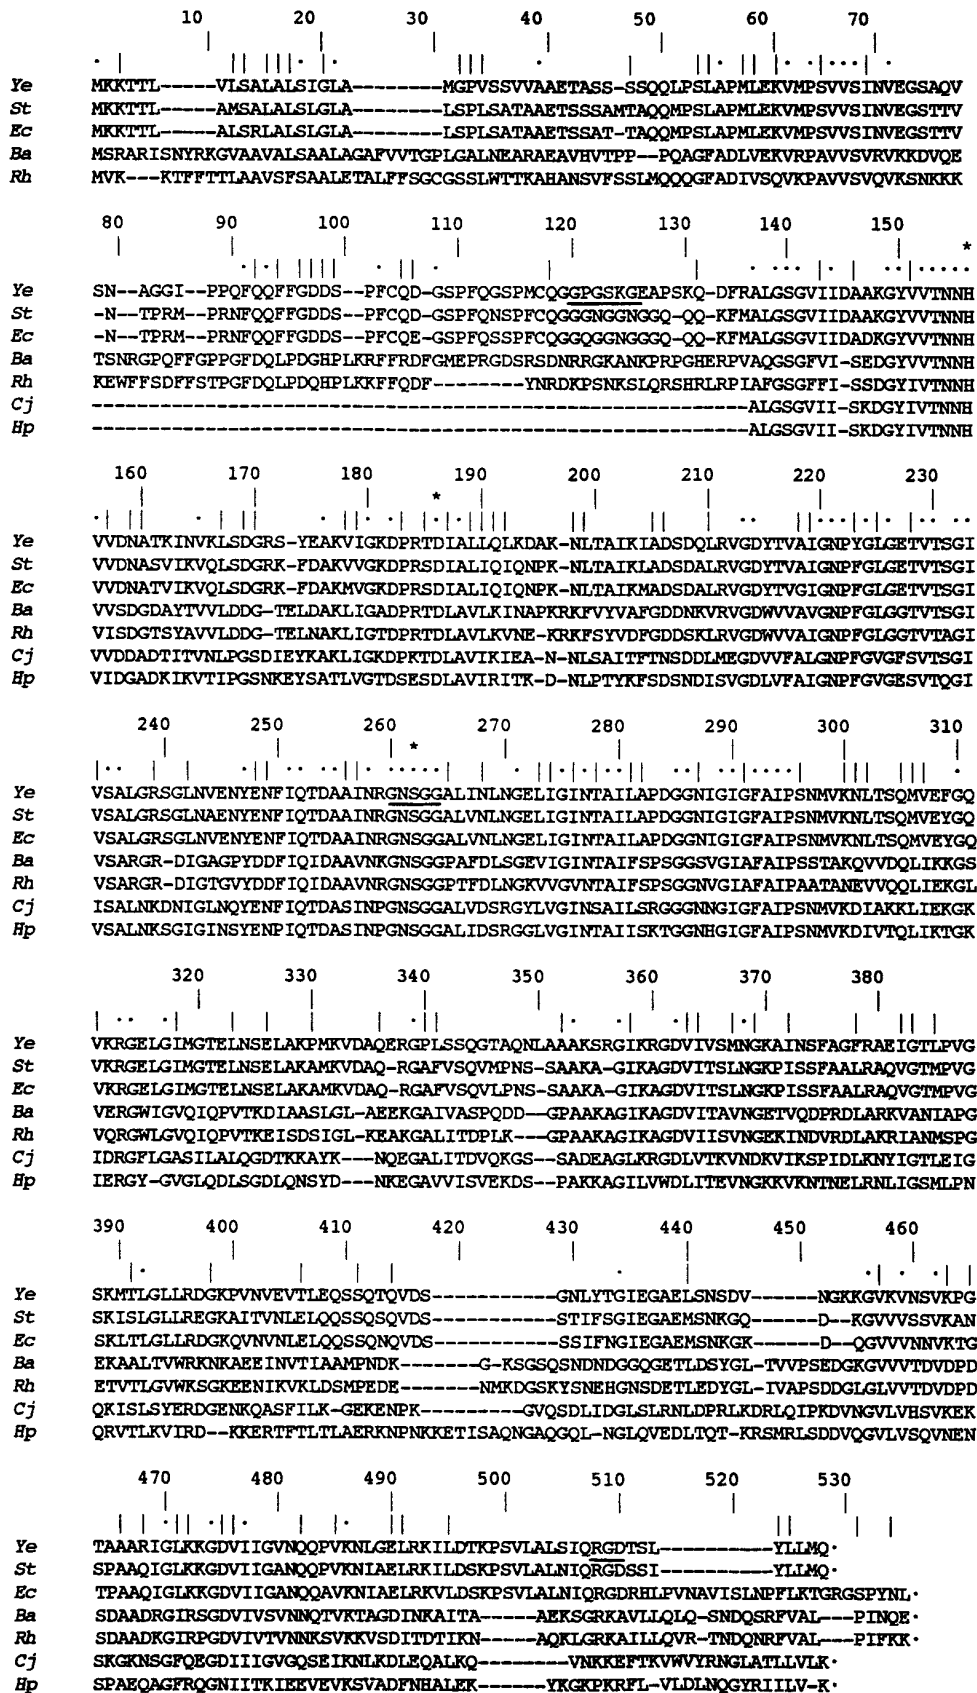 10 20 30 40 50 60 70
Ye MKKTTL-----VLSALALSIGLA-------MGPVSSVVAAETASS-SSQQLPSLAPMLEKVMPSVVSINVEGSAQV
St MKKTTL-----AMSALALSLGLA-------LSPLSATAAETSSSAMTAQQMPSLAPMLEKVMPSVVSINVEGSTTV
Ec MKKTTL-----ALSRLALSLGLA-------LSPLSATAAETSSAT-TAQQMPSLAPMLEKVMPSVVSINVEGSTTV
Ba MSRARISNYRKGVAAVALSAALAGAFVVTGPLGALNEARAEAVHVTPP--PQAGFADLVEKVRPAVVSVRVKKDVQE
Rh MVK---KTFFTTLAAVSFSAALETALFFSGCGSSLWTTKAHANSVFSSLMQQQGFADIVSQVKPAVVSVQVKSNKKK
80 90 100 110 120 130 140 150
*
Ye SN--AGGI--PPQFQQFFGDDS--PFCQD-GSPFQGSPMCQGGPGSKGEAPSKQ-DFRALGSGVIIDAAKGYVVTNNH
St -N--TPRM--PRNFQQFFGDDS--PFCQD-GSPFQNSPFCQGGGNGGNGGQ-QQ-KFMALGSGVIIDAAKGYVVTNNH
Ec -N--TPRM--PRNFQQFFGDDS--PFCQE-GSPFQSSPFCQGGQGGNGGGQ-QQ-KFMALGSGVIIDADKGYVVTNNH
Ba TSNRGPQFFGPPGFDQLPDGHPLKRFFRDFGMEPRGDSRSDNRRGKANKPRPGHERPVAQGSGFVI-SEDGYVVTNNH
Rh KEWFFSDFFSTPGFDQLPDQHPLKKFFQDF--------YNRDKPSNKSLQRSHRLRPIAFGSGFFI-SSDGYIVTNNH
Cj ----------------------------------------------------------ALGSGVII-SKDGYIVTNNH
Hp ----------------------------------------------------------ALGSGVII-SKDGYIVTNNH
160 170 180 190 200 210 220 230
*
Ye VVDNATKINVKLSDGRS-YEAKVIGKDPRTDIALLQLKDAK-NLTAIKIADSDQLRVGDYTVAIGNPYGLGETVTSGI
St VVDNASVIKVQLSDGRK-FDAKVVGKDPRSDIALIQIQNPK-NLTAIKLADSDALRVGDYTVAIGNPFGLGETVTSGI
Ec VVDNATVIKVQLSDGRK-FDAKMVGKDPRSDIALIQIQNPK-NLTAIKMADSDALRVGDYTVGIGNPFGLGETVTSGI
Ba VVSDGDAYTVVLDDG-TELDAKLIGADPRTDLAVLKINAPKRKFVYVAFGDDNKVRVGDWVVAVGNPFGLGGTVTSGI
Rh VISDGTSYAVVLDDG-TELNAKLIGTDPRTDLAVLKVNE-KRKFSYVDFGDDSKLRVGDWVVAIGNPFGLGGTVTAGI
Cj VVDDADTITVNLPGSDIEYKAKLIGKDPKTDLAVIKIEA-N-NLSAITFTNSDDLMEGDVVFALGNPFGVGFSVTSGI
Hp VIDGADKIKVTIPGSNKEYSATLVGTDSESDLAVIRITK-D-NLPTYKFSDSNDISVGDLVFAIGNPFGVGESVTQGI
240 250 260 270 280 290 300 310
*
Ye VSALGRSGLNVENYENFIQTDAAINRGNSGGALINLNGELIGINTAILAPDGGNIGIGFAIPSNMVKNLTSQMVEFGQ
St VSALGRSGLNAENYENFIQTDAAINRGNSGGALVNLNGELIGINTAILAPDGGNIGIGFAIPSNMVKNLTSQMVEYGQ
Ec VSALGRSGLNVENYENFIQTDAAINRGNSGGALVNLNGELIGINTAILAPDGGNIGIGFAIPSNMVKNLTSQMVEYGQ
Ba VSARGR-DIGAGPYDDFIQIDAAVNKGNSGGPAFDLSGEVIGINTAIFSPSGGSVGIAFAIPSSTAKQVVDQLIKKGS
Rh VSARGR-DIGTGVYDDFIQIDAAVNRGNSGGPTFDLNGKVVGVNTAIFSPSGGNVGIAFAIPAATANEVVQQLIEKGL
Cj ISALNKDNIGLNQYENFIQTDASINPGNSGGALVDSRGYLVGINSAILSRGGGNNGIGFAIPSNMVKDIAKKLIEKGK
Hp VSALNKSGIGINSYENPIQTDASINPGNSGGALIDSRGGLVGINTAIISKTGGNHGIGFAIPSNMVKDIVTQLIKTGK
320 330 340 350 360 370 380
Ye VKRGELGIMGTELNSELAKPMKVDAQERGPLSSQGTAQNLAAAKSRGIKRGDVIVSMNGKAINSFAGFRAEIGTLPVG
St VKRGELGIMGTELNSELAKAMKVDAQ-RGAFVSQVMPNS-SAAKA-GIKAGDVITSLNGKPISSFAALRAQVGTMPVG
Ec VKRGELGIMGTELNSELAKAMKVDAQ-RGAFVSQVLPNS-SAAKA-GIKAGDVITSLNGKPISSFAALRAQVGTMPVG
Ba VERGWIGVQIQPVTKDIAASLGL-AEEKGAIVASPQDD--GPAAKAGIKAGDVITAVNGETVQDPRDLARKVANIAPG
Rh VQRGWLGVQIQPVTKEISDSIGL-KEAKGALITDPLK---GPAAKAGIKAGDVIISVNGEKINDVRDLAKRIANMSPG
Cj IDRGFLGASILALQGDTKKAYK---NQEGALITDVQKGS--SADEAGLKRGDLVTKVNDKVIKSPIDLKNYIGTLEIG
Hp IERGY-GVGLQDLSGDLQNSYD---NKEGAVVISVEKDS--PAKKAGILVWDLITEVNGKKVKNTNELRNLIGSMLPN
390 400 410 420 430 440 450 460
Ye SKMTLGLLRDGKPVNVEVTLEQSSQTQVDS---------GNLYTGIEGAELSNSDV------NGKKGVKVNSVKPG
St SKISLGLLREGKAITVNLELQQSSQSQVDS---------STIFSGIEGAEMSNKGQ------D--KGVVVSSVKAN
Ec SKLTLGLLRDGKQVNVNLELQQSSQNQVDS---------SSIFNGIEGAEMSNKGK------D--QGVVVNNVKTG
Ba EKAALTVWRKNKAEEINVTIAAMPNDK-------G-KSGSQSNDNDGGQGETLDSYGL-TVVPSEDGKGVVVTDVDPD
Rh ETVTLGVWKSGKEENIKVKLDSMPEDE-------NMKDGSKYSNEHGNSDETLEDYGL-IVAPSDDGLGLVVTDVDPD
Cj QKISLSYERDGENKQASFILK-GEKENPK---------GVQSDLIDGLSLRNLDPRLKDRLQIPKDVNGVLVHSVKEK
Hp QRVTLKVIRD--KKERTFTLTLAERKNPNKKETISAQNGAQGQL-NGLQVEDLTQT-KRSMRLSDDVQGVLVSQVNEN
470 480 490 500 510 520 530
Ye TAAARIGLKKGDVIIGVNQQPVKNLGELRKILDTKPSVLALSIQRGDTSL----------YLLMQ·
St SPAAQIGLKKGDVIIGANQQPVKNIAELRKILDSKPSVLALNIQRGDSSI----------YLLMQ·
Ec TPAAQIGLKKGDVIIGANQQAVKNIAELRKVLDSKPSVLALNIQRGDRHLPVNAVISLNPFLKTGRGSPYNL·
Ba SDAADRGIRSGDVIVSVNNQTVKTAGDINKAITA-----AEKSGRKAVLLQLQ-SNDQSRFVAL---PINQE·
Rh SDAADKGIRPGDVIVTVNNKSVKKVSDITDTIKN-----AQKLGRKAILLQVR-TNDQNRFVAL---PIFKK·
Cj SKGKNSGFQEGDIIIGVGQSEIKNLKDLEQALKQ--------VNKKEFTKVWVYRNGLATLLVLK·
Hp SPAEQAGFRQGNIITKIEEVEVKSVADFNHALEK------YKGKPKRFL-VLDLNQGYRIILV-K·